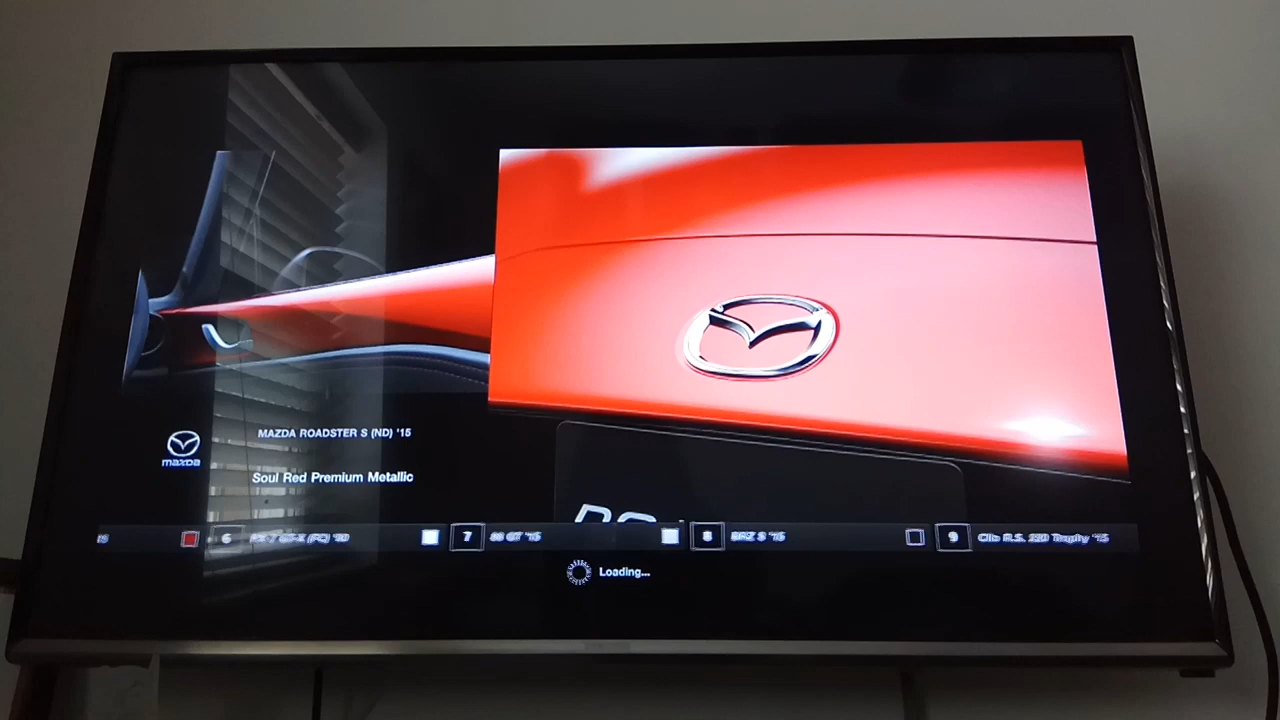 MAZDA ROADSTER S (ND) '15
mazda
Soul Red Premium Metallic
6
7 86 GT '15
8 BRZ S '15
9 Clio R.S. 220 Trophy '15
Loading...